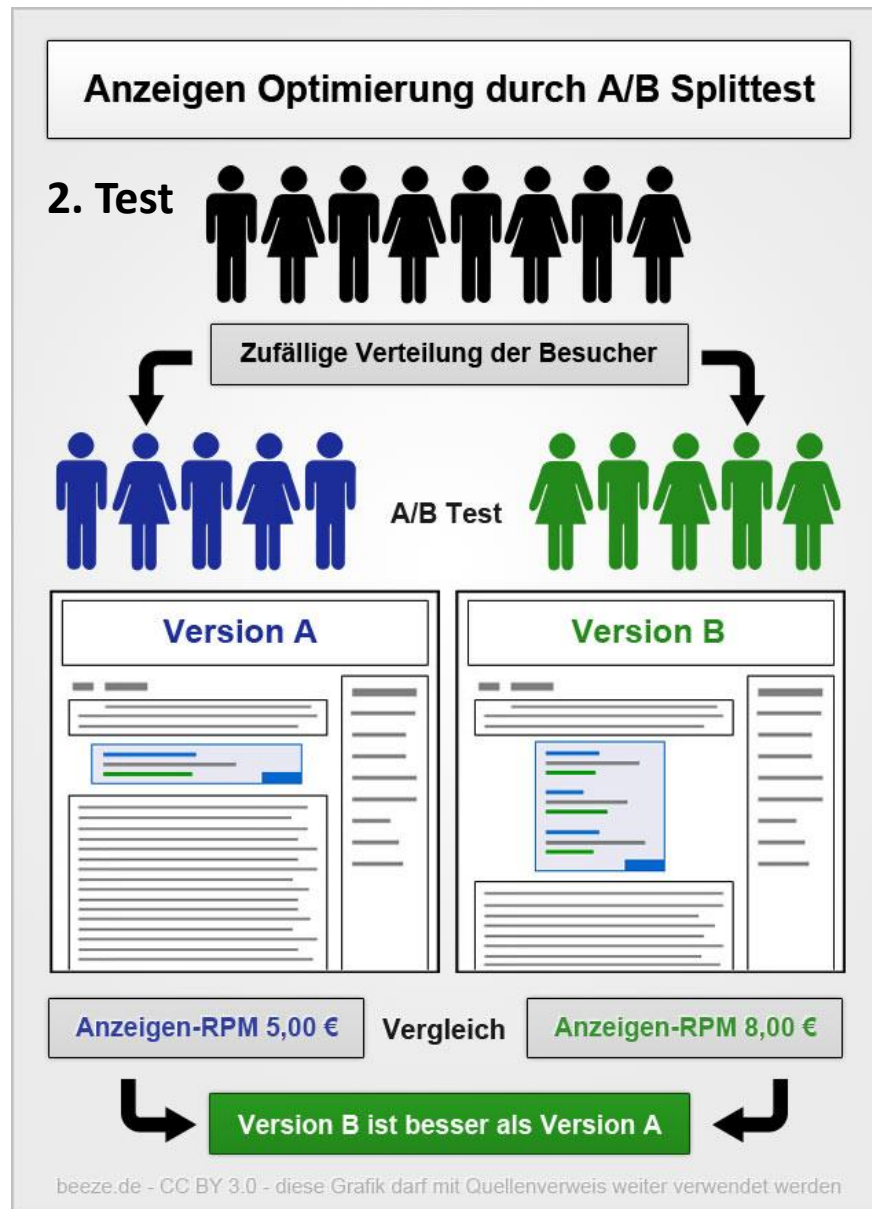 Anzeigen Optimierung durch A/B Splittest
2. Test
Zufällige Verteilung der Besucher
A/B Test
Version A
Version B
Anzeigen-RPM 5,00 €
Vergleich
Anzeigen-RPM 8,00 €
Version B ist besser als Version A
beeze.de - CC BY 3.0 - diese Grafik darf mit Quellenverweis weiter verwendet werden